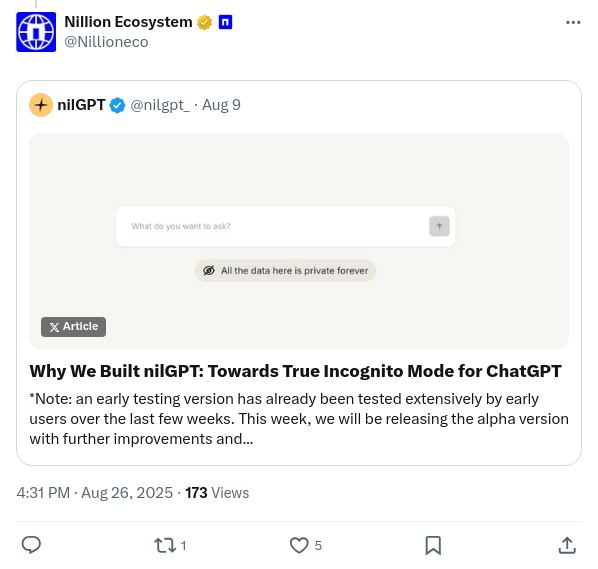 Nillion Ecosystem
@Nillioneco
nilGPT @nilgpt_ · Aug 9
What do you want to ask?
All the data here is private forever
Article
Why We Built nilGPT: Towards True Incognito Mode for ChatGPT
*Note: an early testing version has already been tested extensively by early
users over the last few weeks. This week, we will be releasing the alpha version
with further improvements and...
4:31 PM · Aug 26, 2025 · 173 Views
1 5